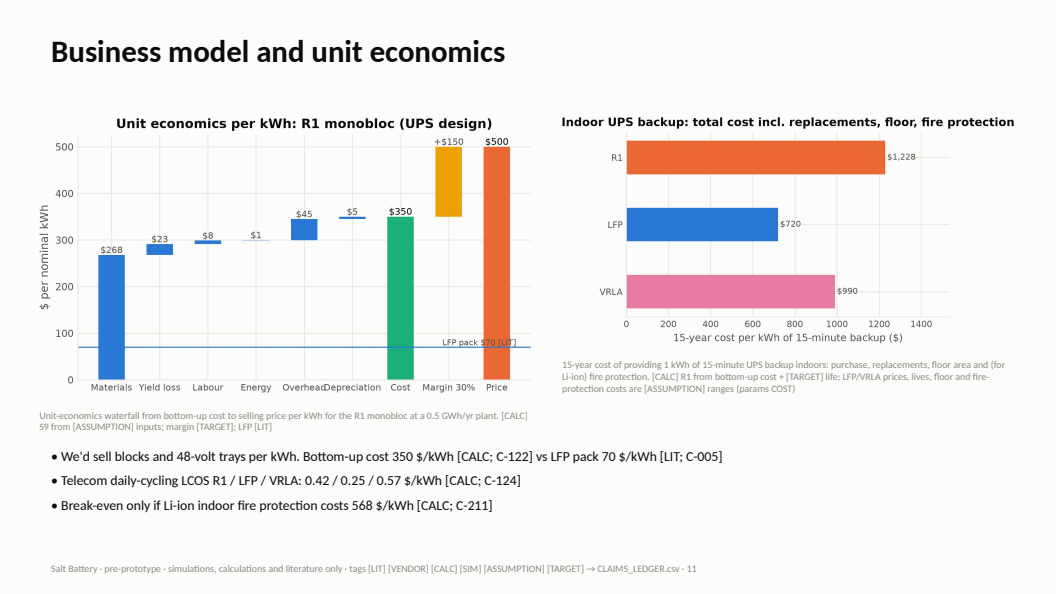 Business model and unit economics
Unit economics per kWh: R1 monobloc (UPS design)
$ per nominal kWh
500
400
300
200
100
0
$268
$23
$8
$1
$45
$5
$350
+$150
$500
LFP pack $70 [LIT]
Materials Yield loss Labour Energy Overhead Depreciation Cost Margin 30% Price
Unit-economics waterfall from bottom-up cost to selling price per kWh for the R1 monobloc at a 0.5 GWh/yr plant. [CALC]
S9 from [ASSUMPTION] inputs; margin [TARGET]; LFP [LIT]
Indoor UPS backup: total cost incl. replacements, floor, fire protection
R1
$1,228
LFP
$720
VRLA
$990
0 200 400 600 800 1000 1200 1400
15-year cost per kWh of 15-minute backup ($)
15-year cost of providing 1 kWh of 15-minute UPS backup indoors: purchase, replacements, floor area and (for
Li-ion) fire protection. [CALC] R1 from bottom-up cost + [TARGET] life; LFP/VRLA prices, lives, floor and fire-
protection costs are [ASSUMPTION] ranges (params COST)
• We'd sell blocks and 48-volt trays per kWh. Bottom-up cost 350 $/kWh [CALC; C-122] vs LFP pack 70 $/kWh [LIT; C-005]
• Telecom daily-cycling LCOS R1 / LFP / VRLA: 0.42 / 0.25 / 0.57 $/kWh [CALC; C-124]
• Break-even only if Li-ion indoor fire protection costs 568 $/kWh [CALC; C-211]
Salt Battery · pre-prototype · simulations, calculations and literature only · tags [LIT] [VENDOR] [CALC] [SIM] [ASSUMPTION] [TARGET] → CLAIMS_LEDGER.csv · 11